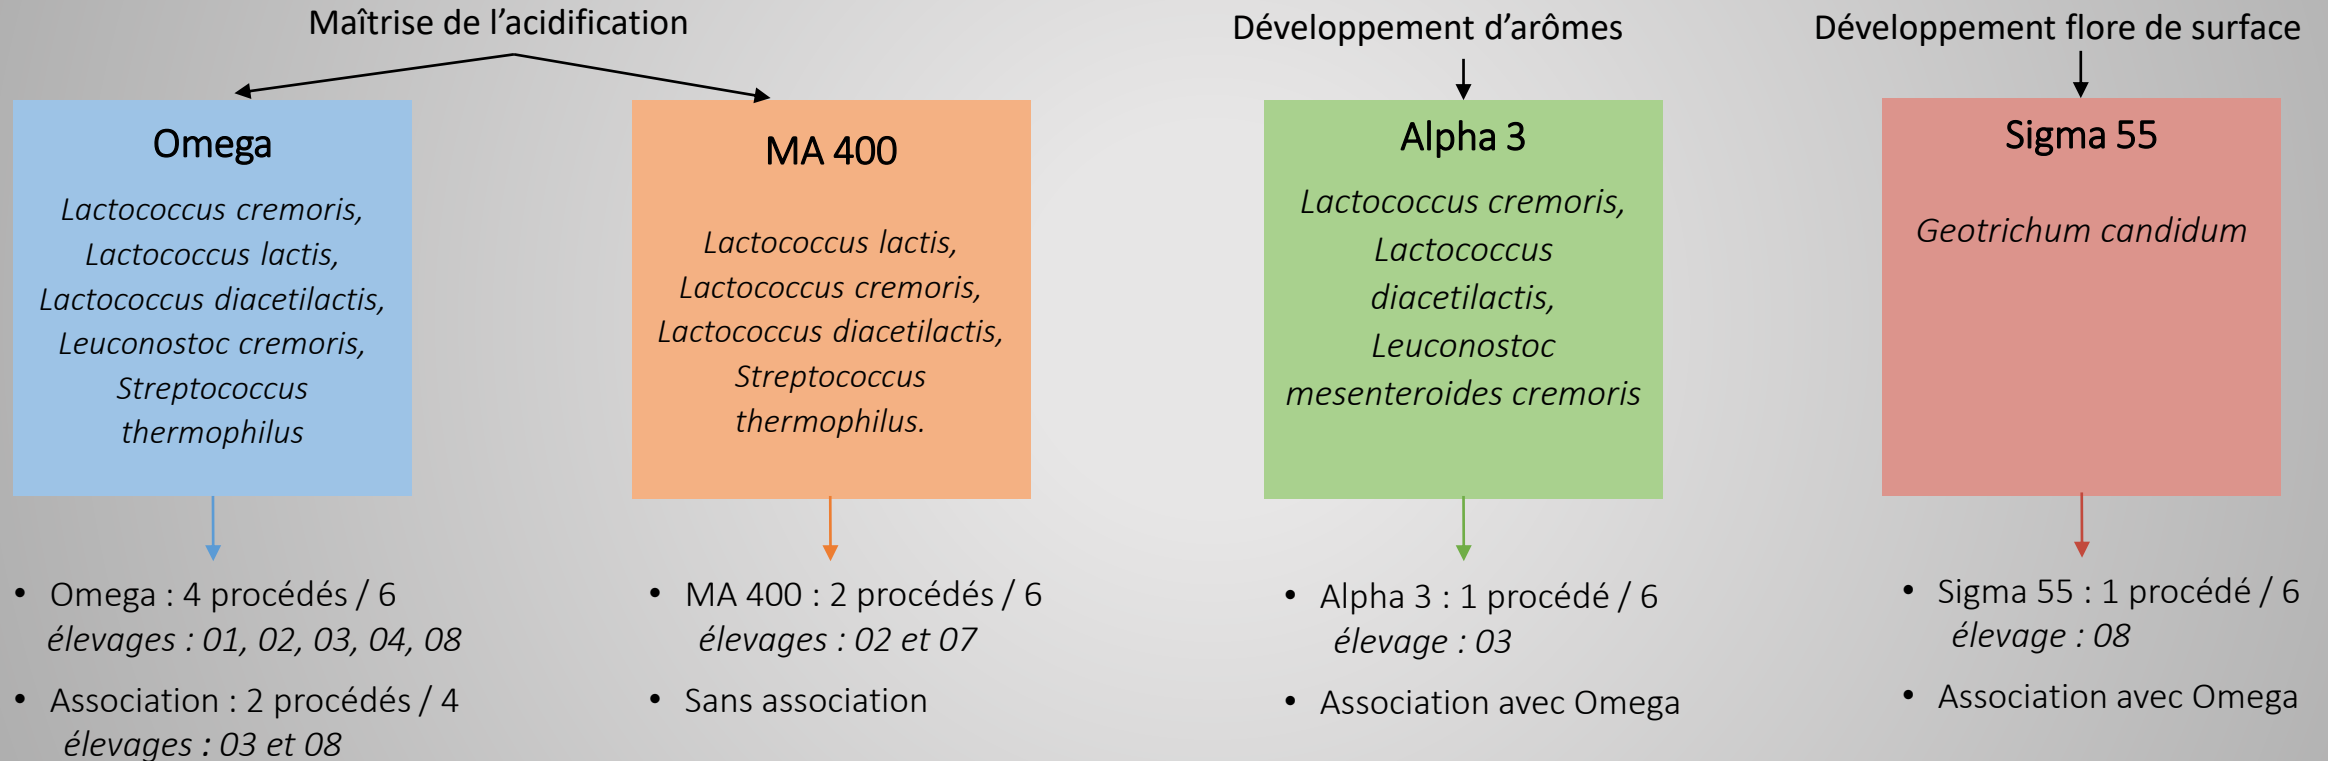 Maîtrise de l’acidification
Développement d’arômes
Développement flore de surface
Omega
Lactococcus cremoris,
Lactococcus lactis,
Lactococcus diacetilactis,
Leuconostoc cremoris,
Streptococcus
thermophilus
MA 400
Lactococcus lactis,
Lactococcus cremoris,
Lactococcus diacetilactis,
Streptococcus
thermophilus.
Alpha 3
Lactococcus cremoris,
Lactococcus
diacetilactis,
Leuconostoc
mesenteroides cremoris
Sigma 55
Geotrichum candidum
• Omega : 4 procédés / 6
élevages : 01, 02, 03, 04, 08
• Association : 2 procédés / 4
élevages : 03 et 08
• MA 400 : 2 procédés / 6
élevages : 02 et 07
• Sans association
• Alpha 3 : 1 procédé / 6
élevage : 03
• Association avec Omega
• Sigma 55 : 1 procédé / 6
élevage : 08
• Association avec Omega